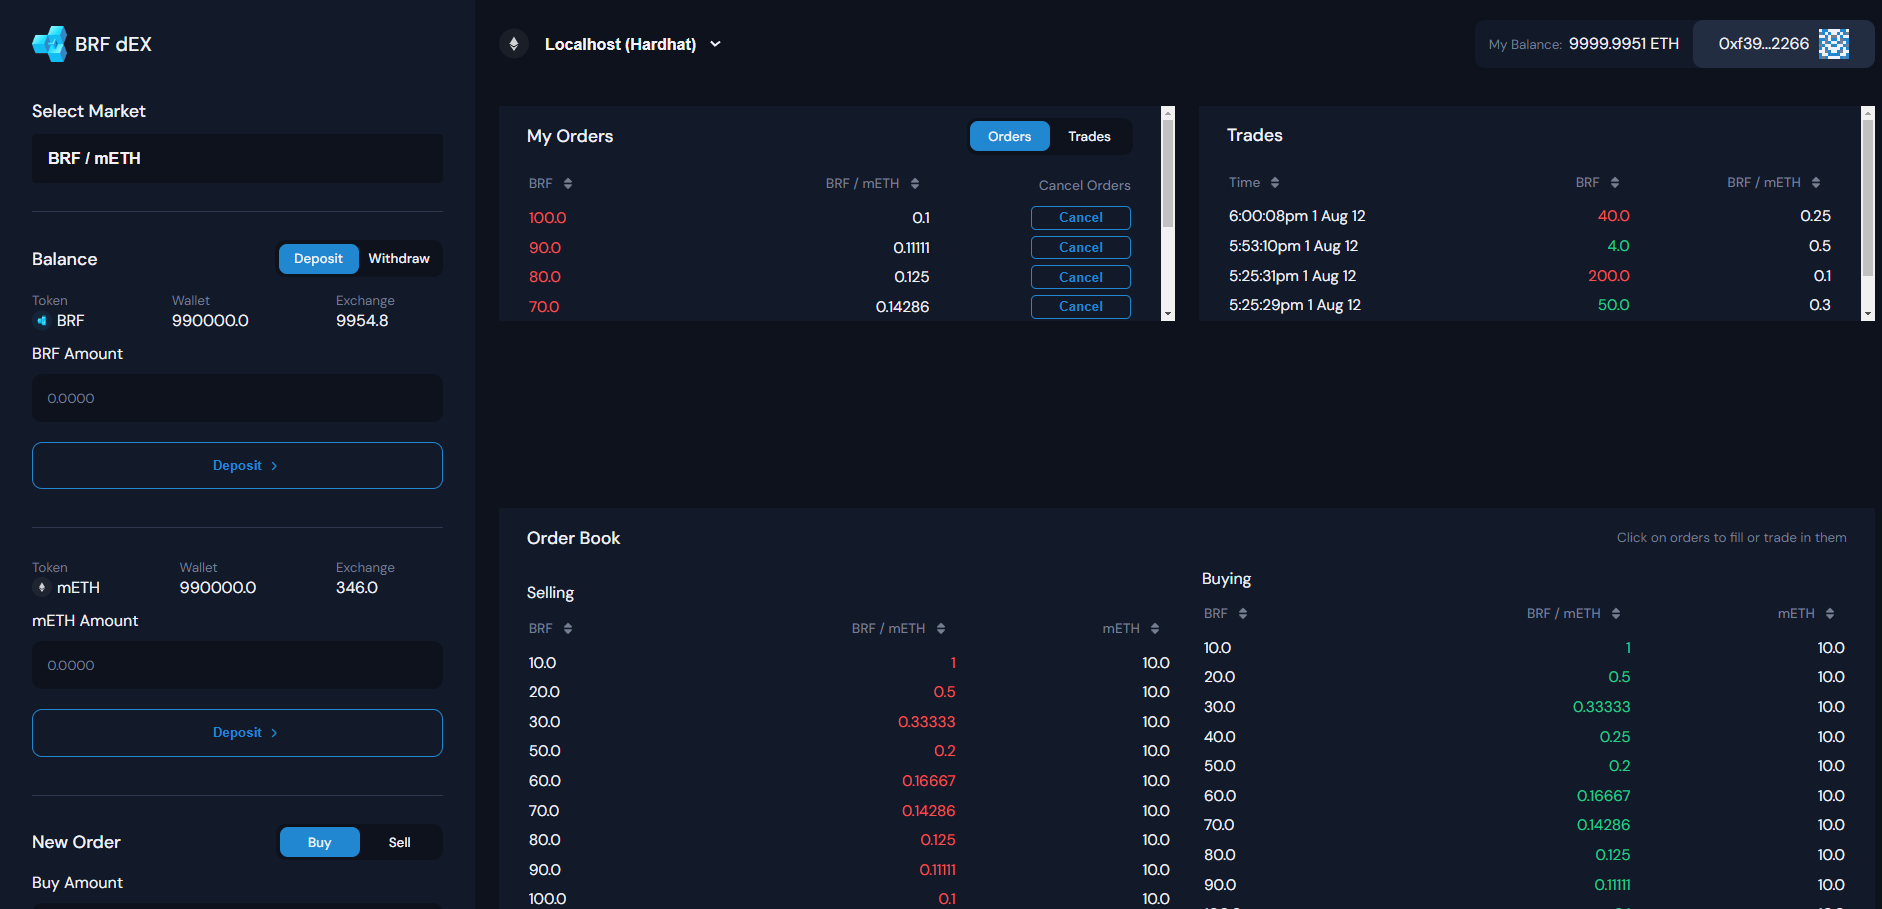 BRF dEX
Localhost (Hardhat)
My Balance: 9999.9951 ETH
0xf39...2266
Select Market
BRF / mETH
Balance
Deposit Withdraw
Token Wallet Exchange
BRF 990000.0 9954.8
BRF Amount
0.0000
Deposit
Token Wallet Exchange
mETH 990000.0 346.0
mETH Amount
0.0000
Deposit
New Order
Buy Sell
Buy Amount
My Orders
Orders Trades
BRF BRF / mETH Cancel Orders
100.0 0.1 Cancel
90.0 0.11111 Cancel
80.0 0.125 Cancel
70.0 0.14286 Cancel
Trades
Time BRF BRF / mETH
6:00:08pm 1 Aug 12 40.0 0.25
5:53:10pm 1 Aug 12 4.0 0.5
5:25:31pm 1 Aug 12 200.0 0.1
5:25:29pm 1 Aug 12 50.0 0.3
Order Book
Click on orders to fill or trade in them
Selling
BRF BRF / mETH mETH
10.0 1 10.0
20.0 0.5 10.0
30.0 0.33333 10.0
50.0 0.2 10.0
60.0 0.16667 10.0
70.0 0.14286 10.0
80.0 0.125 10.0
90.0 0.11111 10.0
100.0 0.1 10.0
Buying
BRF BRF / mETH mETH
10.0 1 10.0
20.0 0.5 10.0
30.0 0.33333 10.0
40.0 0.25 10.0
50.0 0.2 10.0
60.0 0.16667 10.0
70.0 0.14286 10.0
80.0 0.125 10.0
90.0 0.11111 10.0